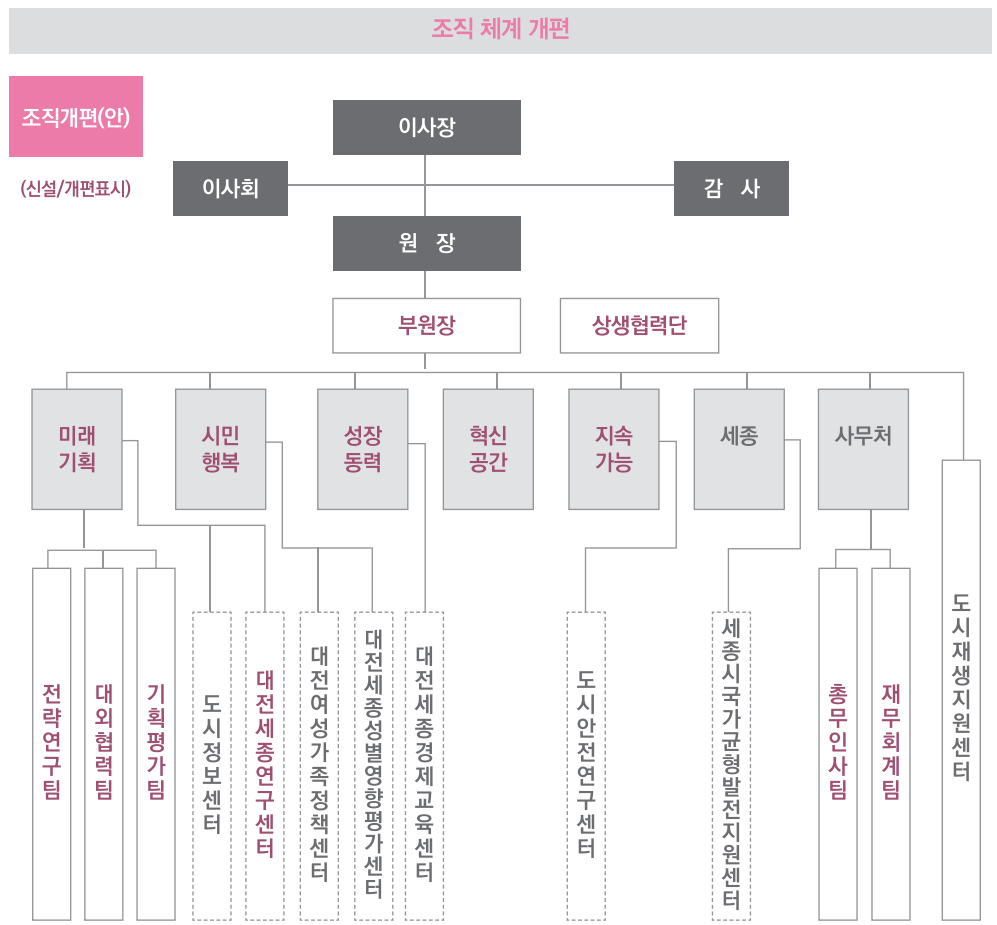 조직 체계 개편
조직개편(안)
(신설/개편표시)
이사장
이사회
감 사
원 장
부원장
상생협력단
미래
기획
시민
행복
성장
동력
혁신
공간
지속
가능
세종
사무처
전략연구팀
대외협력팀
기획평가팀
도시정보센터
대전세종연구센터
대전여성가족정책센터
대전세종성별영향평가센터
대전세종경제교육센터
도시안전연구센터
세종시국가균형발전지원센터
총무인사팀
재무회계팀
도시재생지원센터